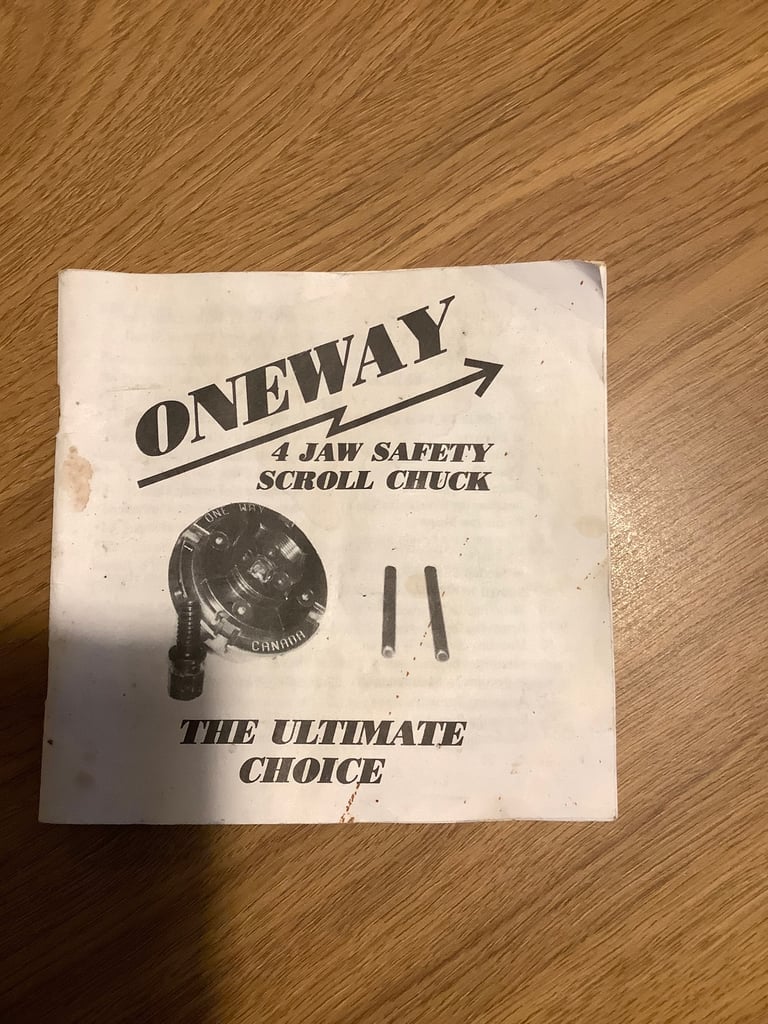 ONEWAY
4 JAW SAFETY
SCROLL CHUCK
ONE WAY
CANADA
THE ULTIMATE
CHOICE